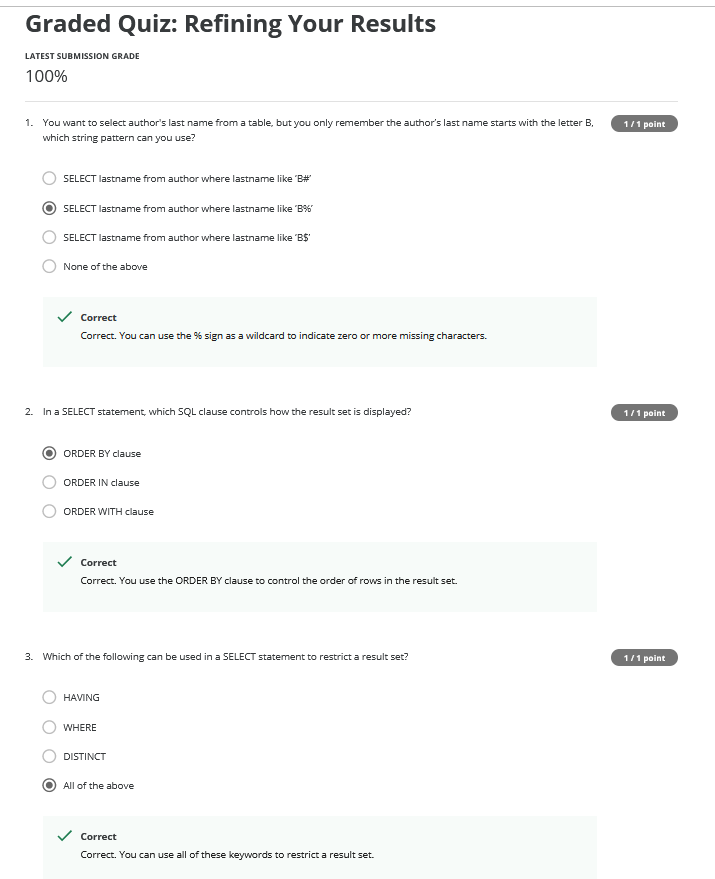 Graded Quiz: Refining Your Results
LATEST SUBMISSION GRADE
100%
1. You want to select author's last name from a table, but you only remember the author's last name starts with the letter B,
which string pattern can you use?
1 / 1 point
SELECT lastname from author where lastname like 'B#'
SELECT lastname from author where lastname like 'B%'
SELECT lastname from author where lastname like 'B$'
None of the above
Correct
Correct. You can use the % sign as a wildcard to indicate zero or more missing characters.
2. In a SELECT statement, which SQL clause controls how the result set is displayed?
1 / 1 point
ORDER BY clause
ORDER IN clause
ORDER WITH clause
Correct
Correct. You use the ORDER BY clause to control the order of rows in the result set.
3. Which of the following can be used in a SELECT statement to restrict a result set?
1 / 1 point
HAVING
WHERE
DISTINCT
All of the above
Correct
Correct. You can use all of these keywords to restrict a result set.